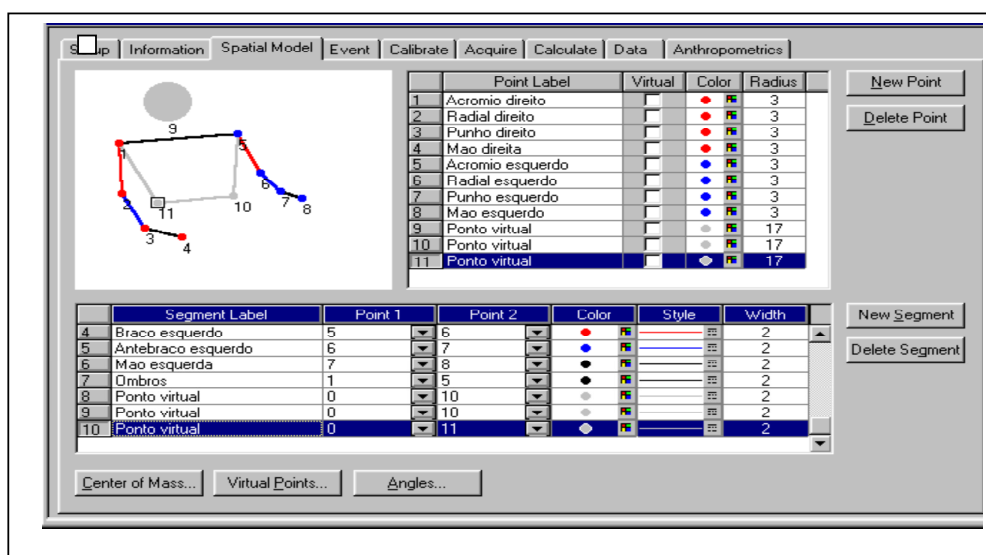 Information Spatial Model Event Calibrate Acquire Calculate Data Anthropometrics
9
1 5
2 6 7 8
11 10
3 4
Point Label Virtual Color Radius
1 Acromio direito 3
2 Radial direito 3
3 Punho direito 3
4 Mao direita 3
5 Acromio esquerdo 3
6 Radial esquerdo 3
7 Punho esquerdo 3
8 Mao esquerdo 3
9 Ponto virtual 17
10 Ponto virtual 17
11 Ponto virtual 17
New Point
Delete Point
Segment Label Point 1 Point 2 Color Style Width
4 Braco esquerdo 5 6 2
5 Antebraco esquerdo 6 7 2
6 Mao esquerda 7 8 2
7 Ombros 1 5 2
8 Ponto virtual 0 10 2
9 Ponto virtual 0 10 2
10 Ponto virtual 0 11 2
New Segment
Delete Segment
Center of Mass... Virtual Points... Angles...